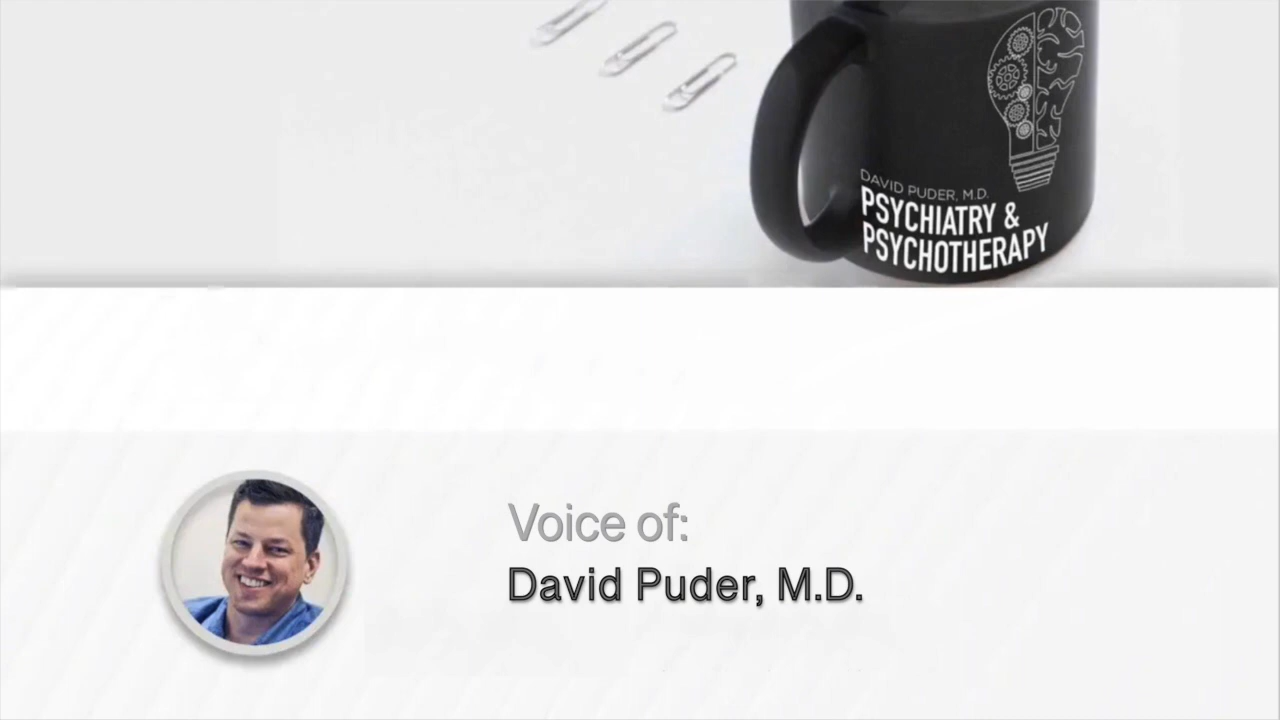 DAVID PUDER, M.D.
PSYCHIATRY &
PSYCHOTHERAPY
Voice of:
David Puder, M.D.